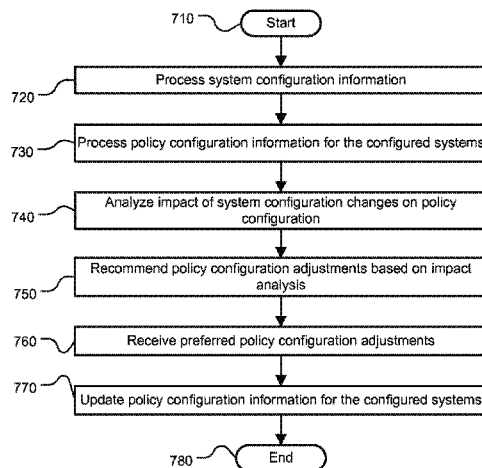 710
Start
720
Process system configuration information
730
Process policy configuration information for the configured systems
740
Analyze impact of system configuration changes on policy
configuration
750
Recommend policy configuration adjustments based on impact
analysis
760
Receive preferred policy configuration adjustments
770
Update policy configuration information for the configured systems
780
End